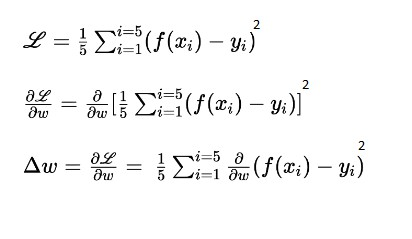 ℒ = 1/5 ∑_{i=1}^{i=5} (f(x_i) − y_i)^2
∂ℒ/∂w = ∂/∂w [1/5 ∑_{i=1}^{i=5} (f(x_i) − y_i)]^2
Δw = ∂ℒ/∂w = 1/5 ∑_{i=1}^{i=5} ∂/∂w (f(x_i) − y_i)^2